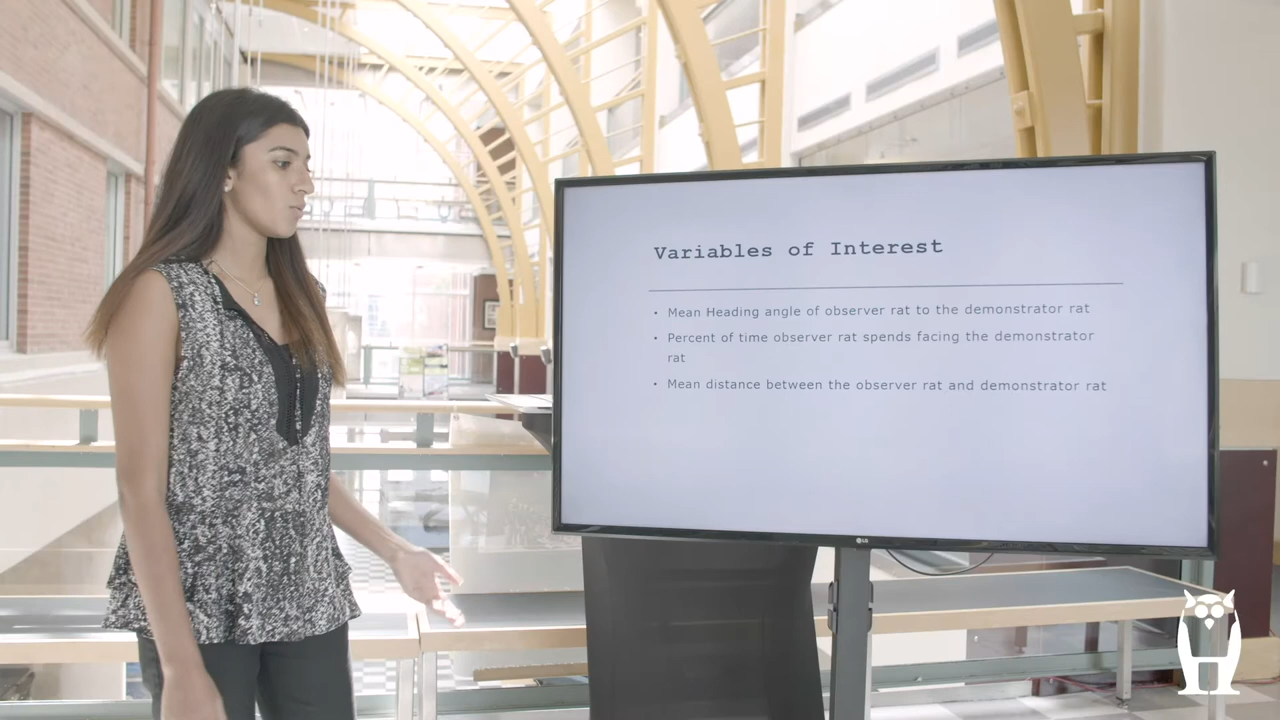 Variables of Interest
• Mean Heading angle of observer rat to the demonstrator rat
• Percent of time observer rat spends facing the demonstrator
rat
• Mean distance between the observer rat and demonstrator rat
LG